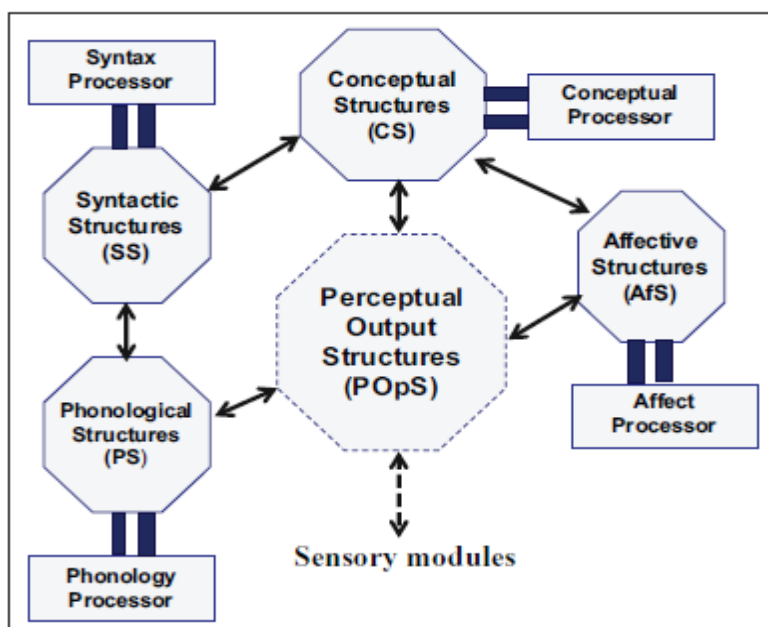 Syntax
Processor
Conceptual
Structures
(CS)
Conceptual
Processor
Syntactic
Structures
(SS)
Affective
Structures
(AfS)
Perceptual
Output
Structures
(POpS)
Phonological
Structures
(PS)
Affect
Processor
Sensory modules
Phonology
Processor